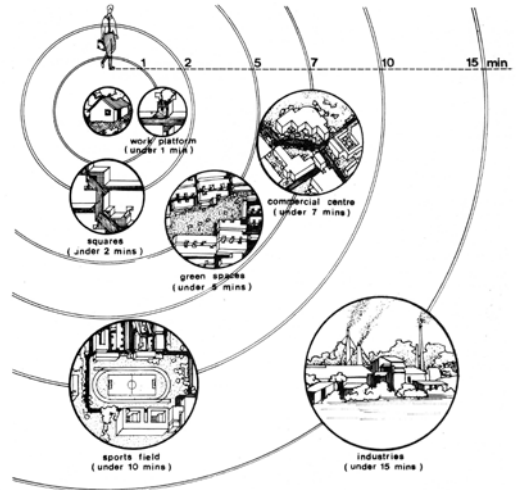 1 2 5 7 10 15 min
work platform
(under 1 min)
commercial centre
(under 7 mins)
squares
(under 2 mins)
green spaces
(under 5 mins)
sports field
(under 10 mins)
industries
(under 15 mins)